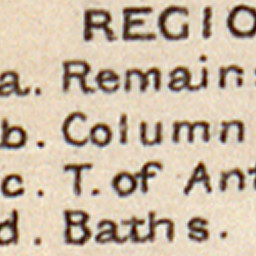 REGIO
a. Remains
b. Column
c. T. of Ant
d. Baths.